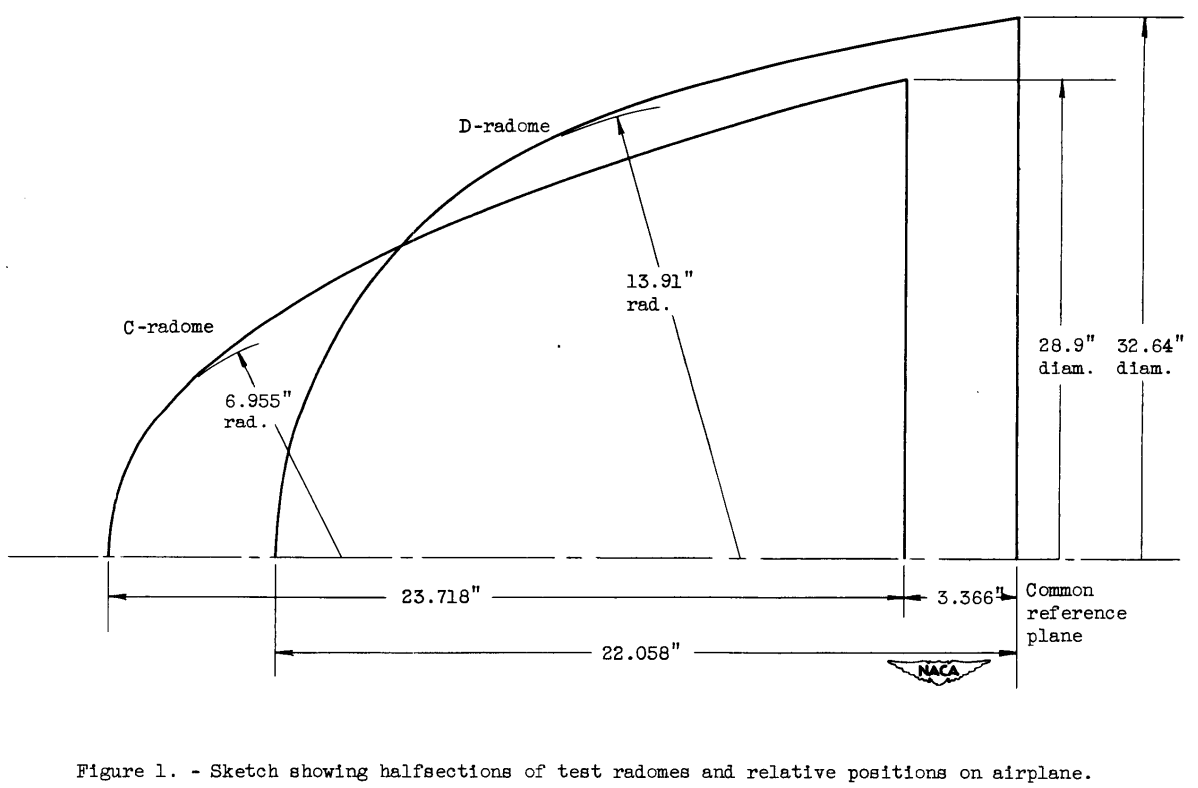 D-radome
13.91"
rad.
C-radome
28.9"
diam.
32.64"
diam.
6.955"
rad.
23.718"
3.366"
Common
reference
plane
22.058"
NACA
Figure 1. - Sketch showing halfsections of test radomes and relative positions on airplane.